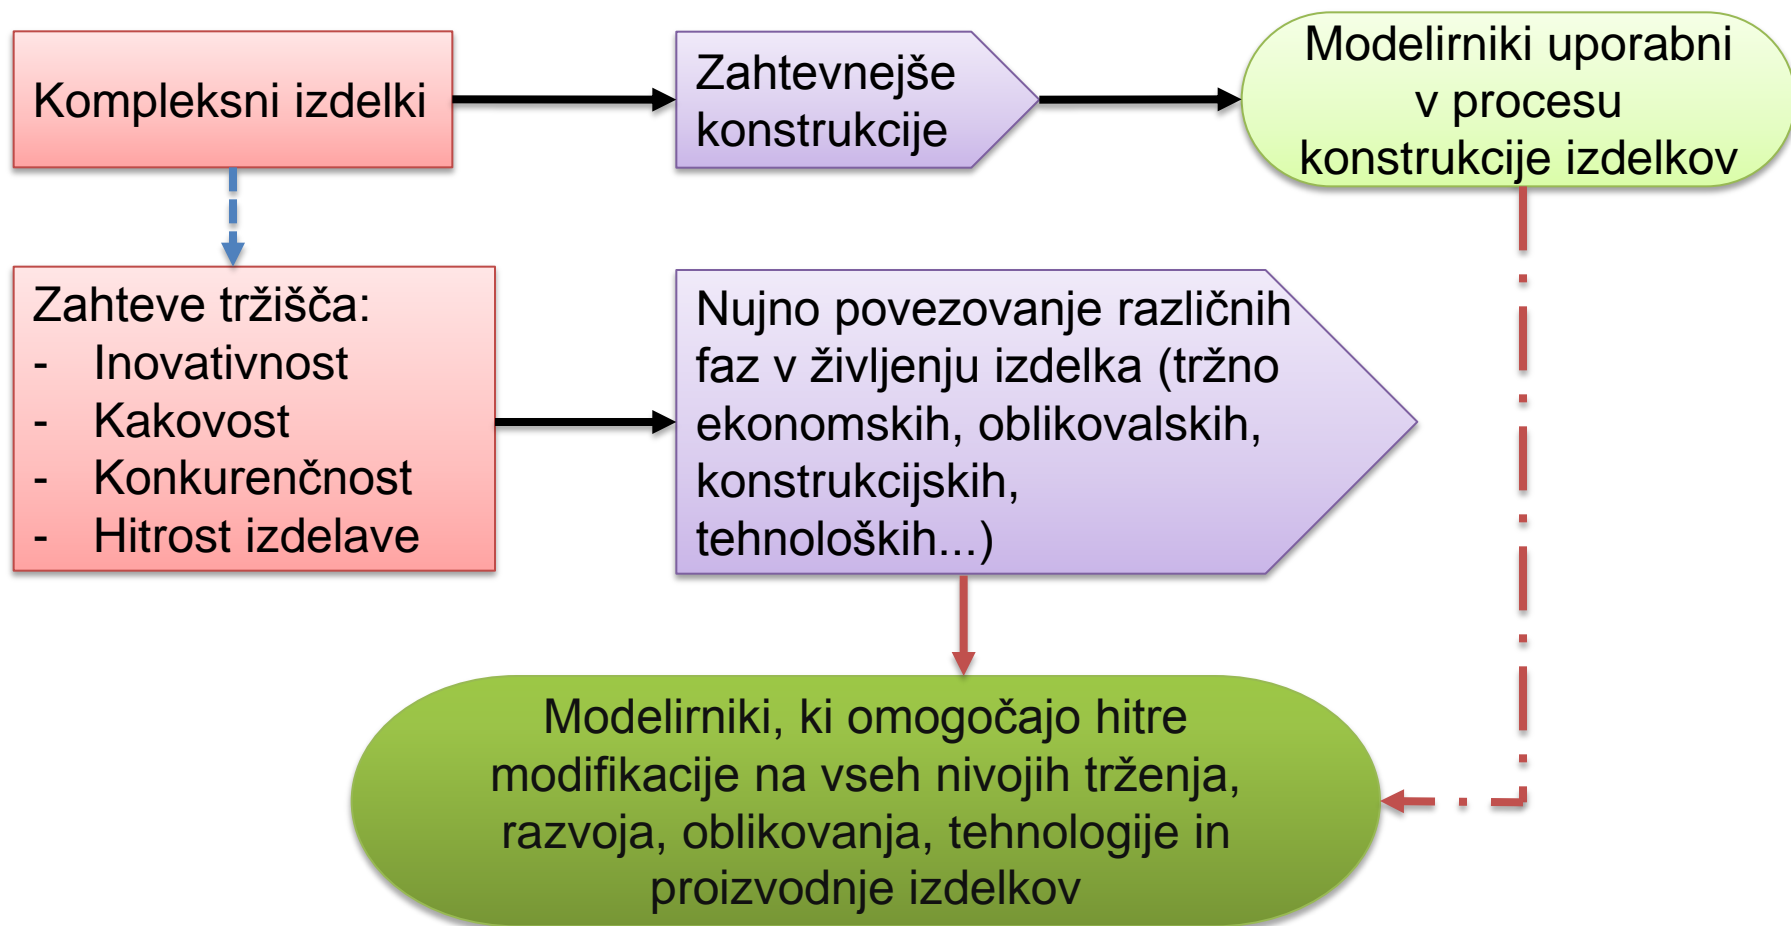 Kompleksni izdelki
Zahtevnejše
konstrukcije
Modelirniki uporabni
v procesu
konstrukcije izdelkov
Zahteve tržišča:
- Inovativnost
- Kakovost
- Konkurenčnost
- Hitrost izdelave
Nujno povezovanje različnih
faz v življenju izdelka (tržno
ekonomskih, oblikovalskih,
konstrukcijskih,
tehnoloških...)
Modelirniki, ki omogočajo hitre
modifikacije na vseh nivojih trženja,
razvoja, oblikovanja, tehnologije in
proizvodnje izdelkov